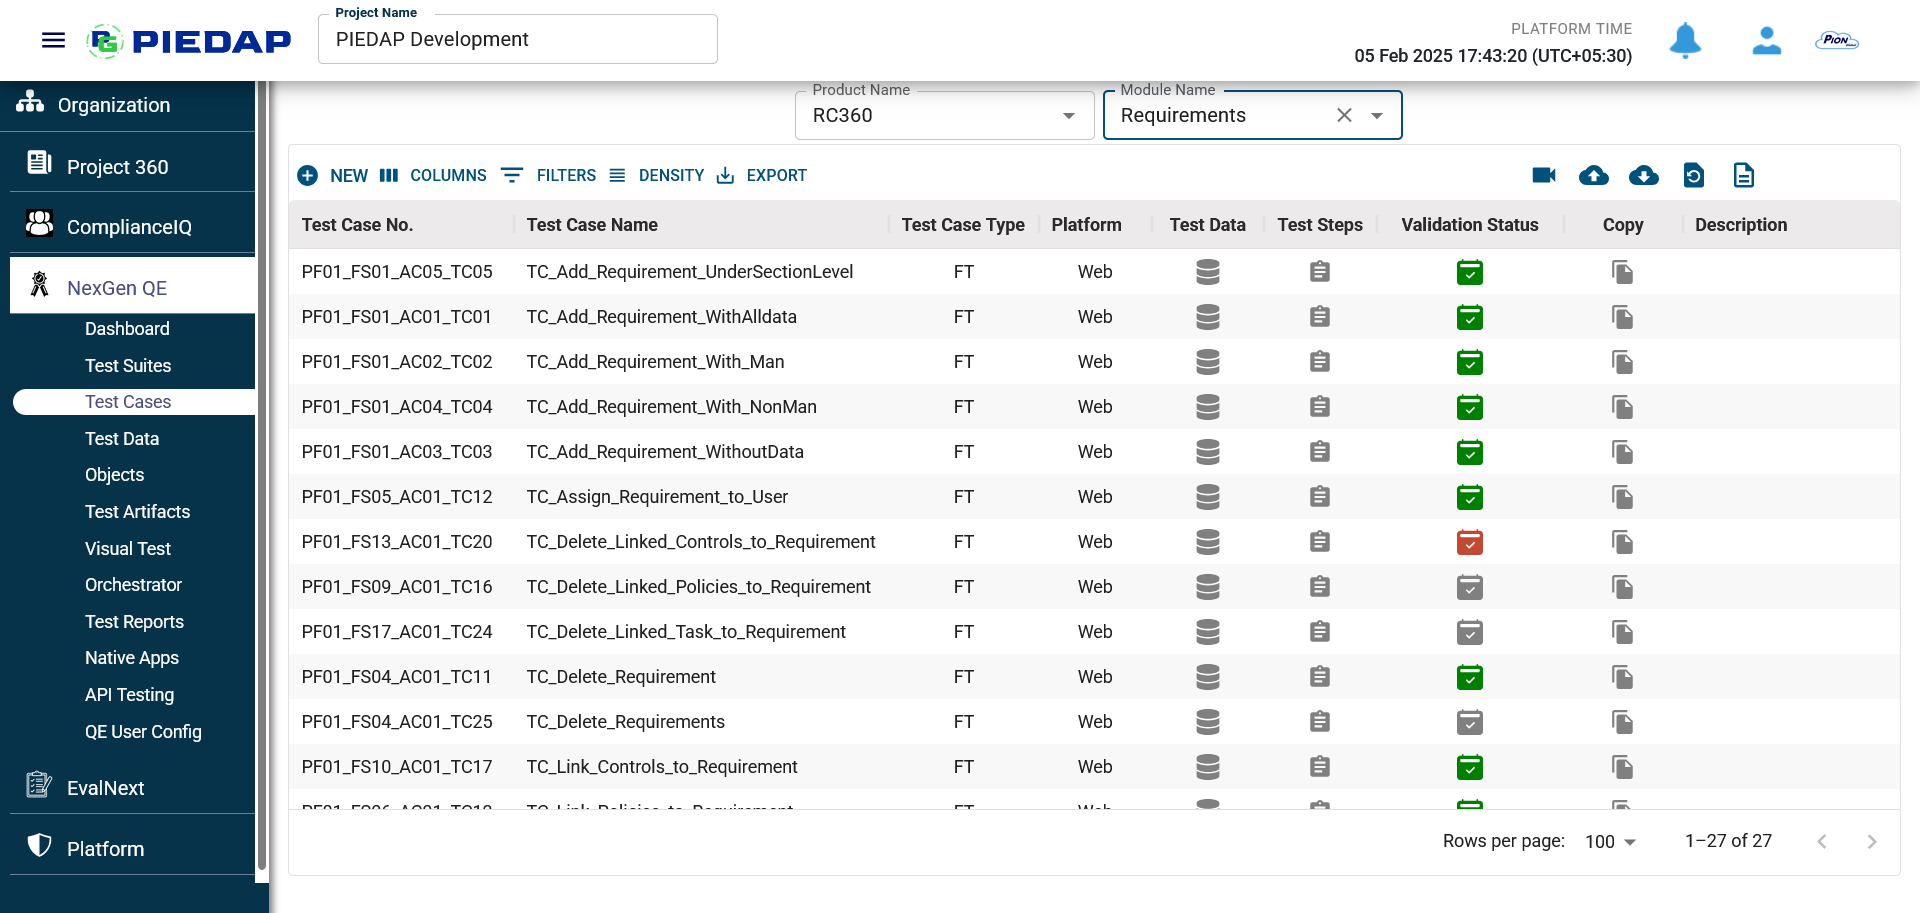 PIEDAP
Project Name
PIEDAP Development
PLATFORM TIME
05 Feb 2025 17:43:20 (UTC+05:30)
PION
Organization
Project 360
ComplianceIQ
NexGen QE
Dashboard
Test Suites
Test Cases
Test Data
Objects
Test Artifacts
Visual Test
Orchestrator
Test Reports
Native Apps
API Testing
QE User Config
EvalNext
Platform
Product Name
RC360
Module Name
Requirements
NEW COLUMNS FILTERS DENSITY EXPORT
Test Case No. Test Case Name Test Case Type Platform Test Data Test Steps Validation Status Copy Description
PF01_FS01_AC05_TC05 TC_Add_Requirement_UnderSectionLevel FT Web
PF01_FS01_AC01_TC01 TC_Add_Requirement_WithAlldata FT Web
PF01_FS01_AC02_TC02 TC_Add_Requirement_With_Man FT Web
PF01_FS01_AC04_TC04 TC_Add_Requirement_With_NonMan FT Web
PF01_FS01_AC03_TC03 TC_Add_Requirement_WithoutData FT Web
PF01_FS05_AC01_TC12 TC_Assign_Requirement_to_User FT Web
PF01_FS13_AC01_TC20 TC_Delete_Linked_Controls_to_Requirement FT Web
PF01_FS09_AC01_TC16 TC_Delete_Linked_Policies_to_Requirement FT Web
PF01_FS17_AC01_TC24 TC_Delete_Linked_Task_to_Requirement FT Web
PF01_FS04_AC01_TC11 TC_Delete_Requirement FT Web
PF01_FS04_AC01_TC25 TC_Delete_Requirements FT Web
PF01_FS10_AC01_TC17 TC_Link_Controls_to_Requirement FT Web
TC_Link_Policies_to_Requirement FT Web
Rows per page: 100 1–27 of 27